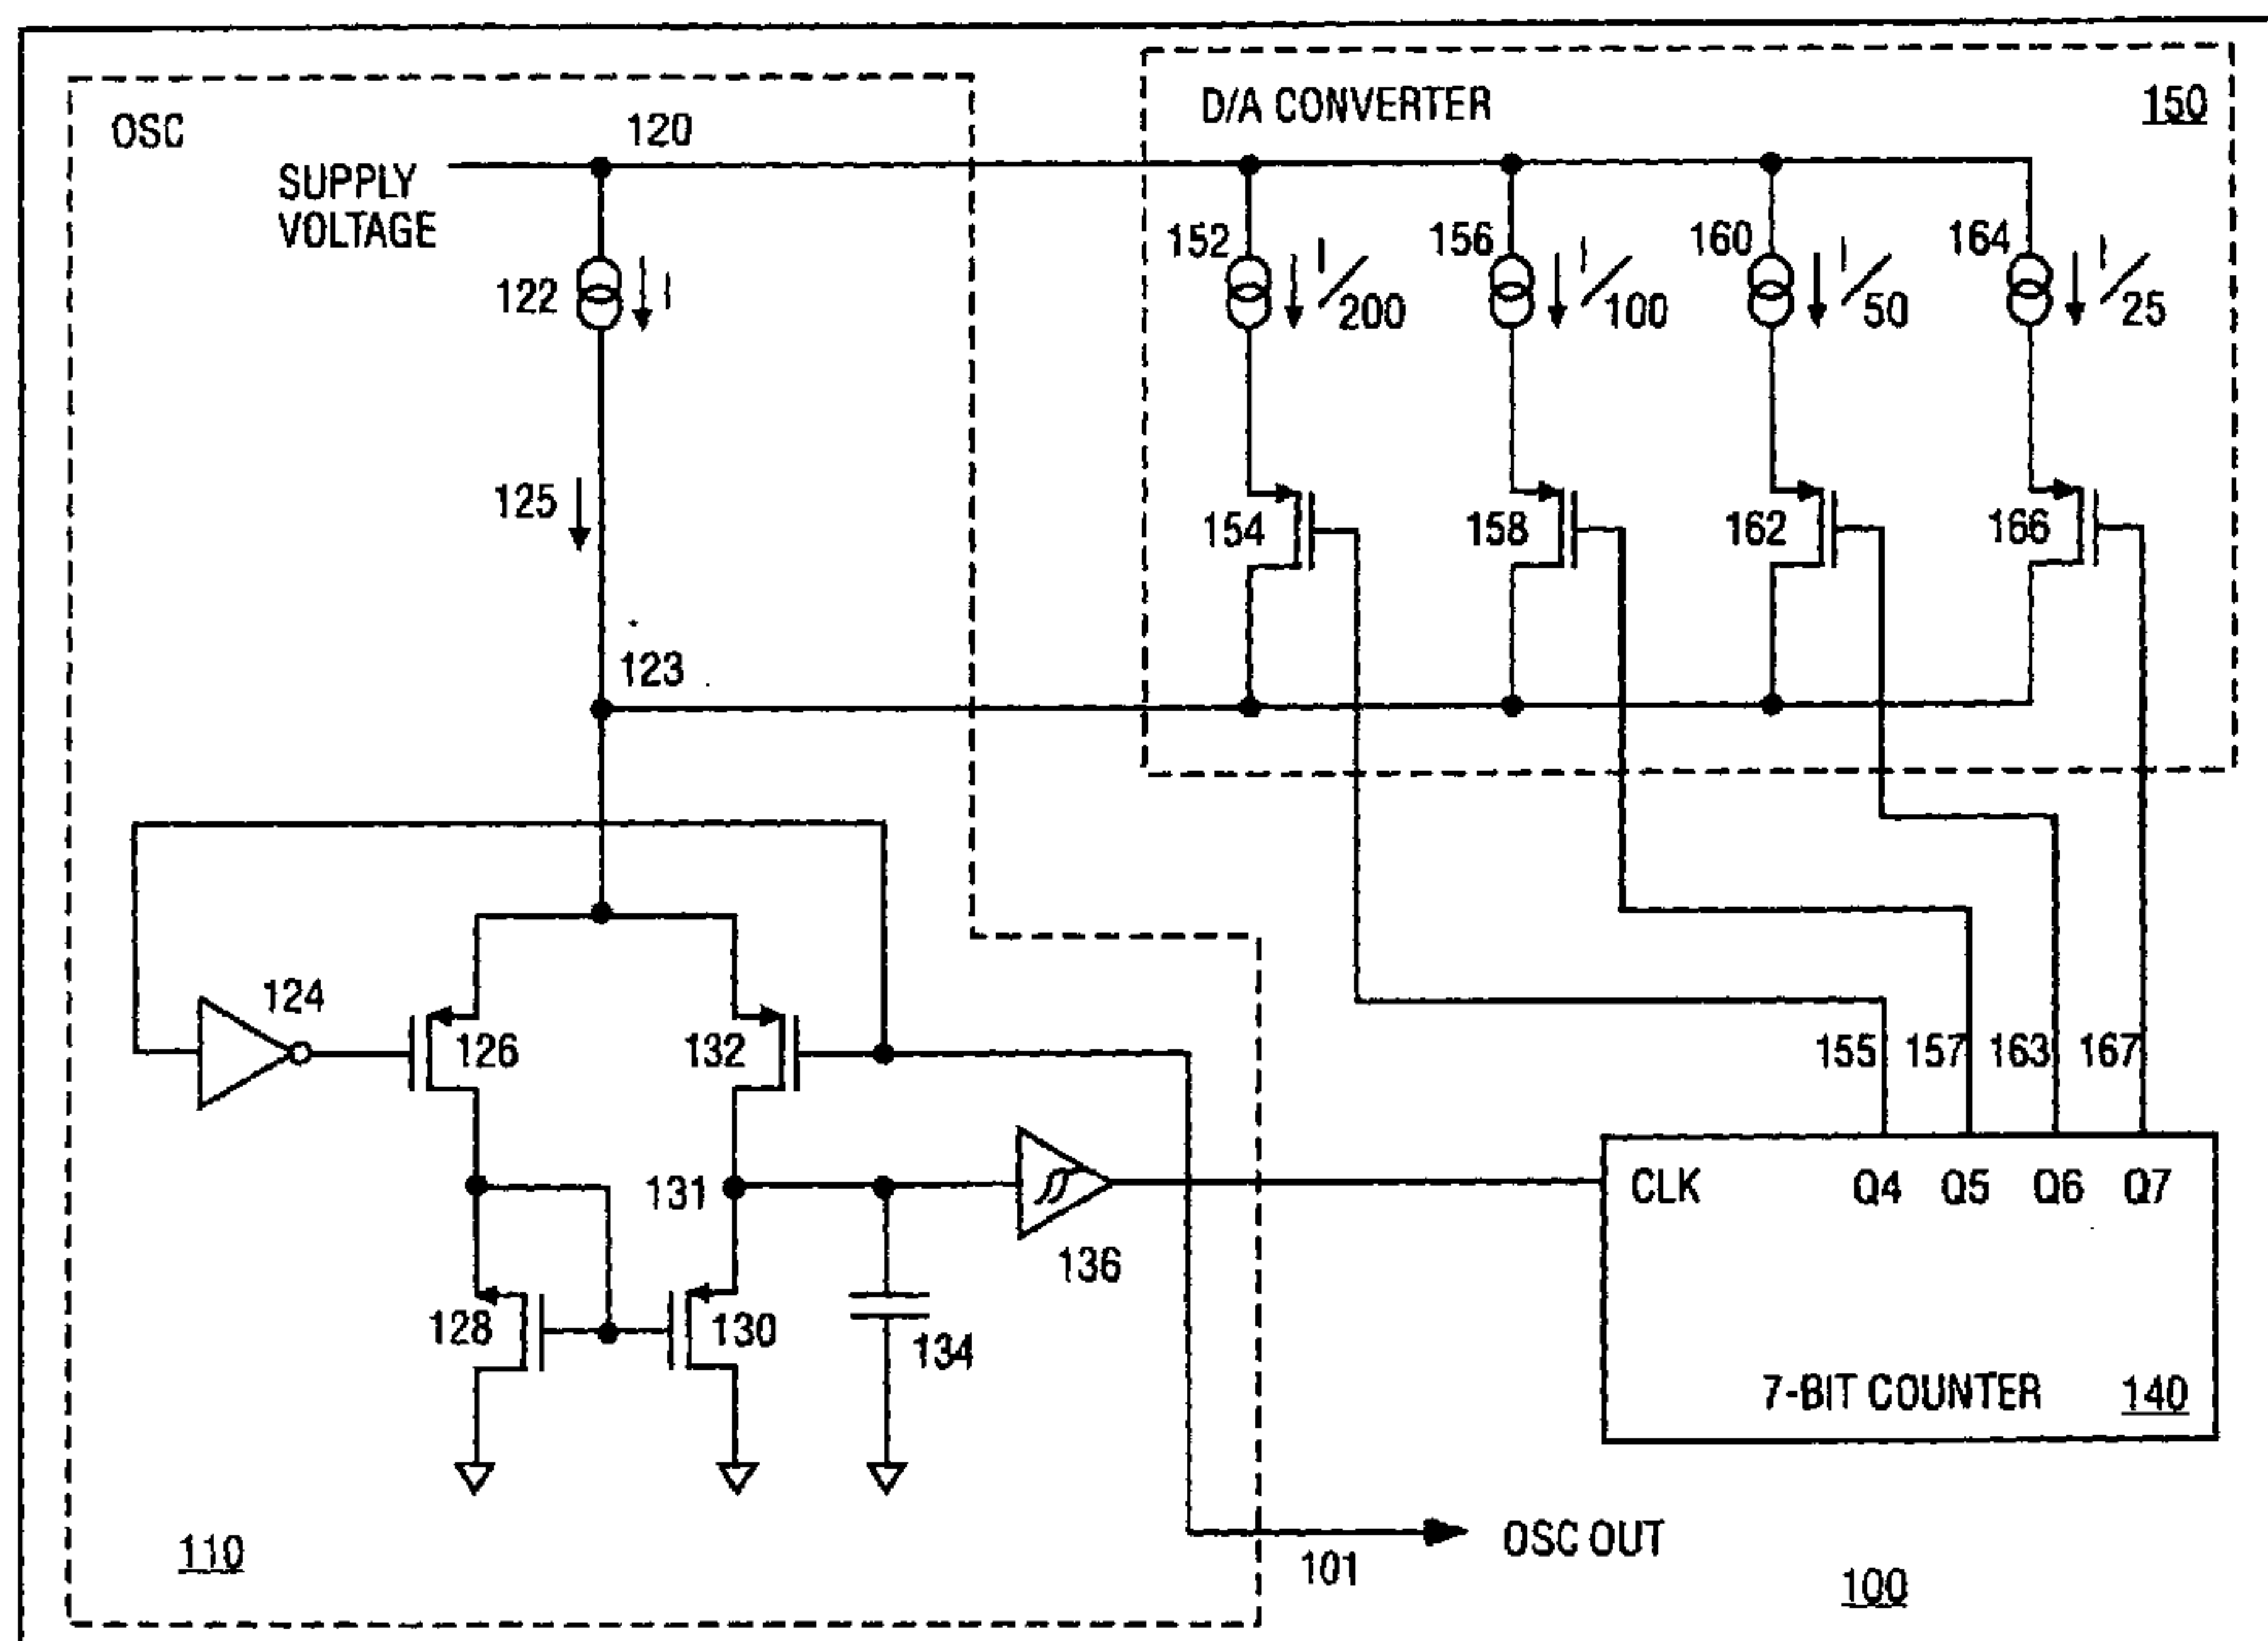 OSC
120
D/A CONVERTER
150
SUPPLY
VOLTAGE
122
I
152
I/200
156
I/100
160
I/50
164
I/25
125
154
158
162
166
123
124
126
132
155
157
163
167
131
136
CLK
Q4
Q5
Q6
Q7
128
130
134
7-BIT COUNTER
140
110
101
OSC OUT
100